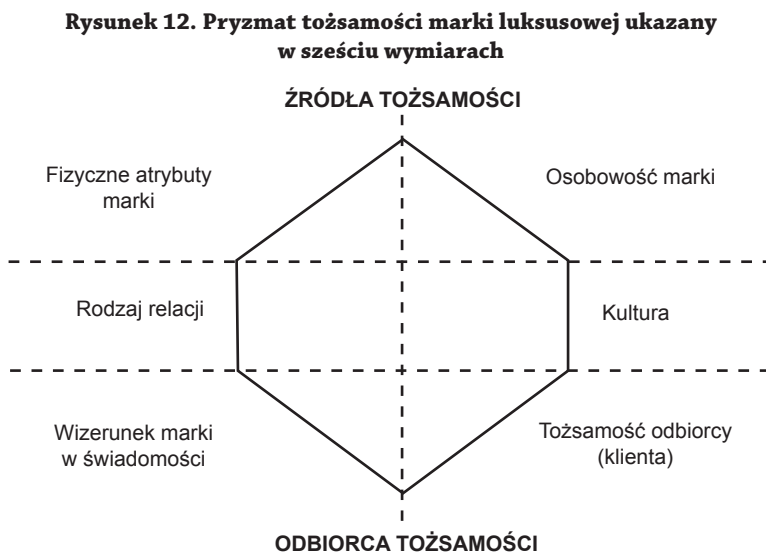 Rysunek 12. Pryzmat tożsamości marki luksusowej ukazany
w sześciu wymiarach
ŹRÓDŁA TOŻSAMOŚCI
Fizyczne atrybuty
marki
Osobowość marki
Rodzaj relacji
Kultura
Wizerunek marki
w świadomości
Tożsamość odbiorcy
(klienta)
ODBIORCA TOŻSAMOŚCI